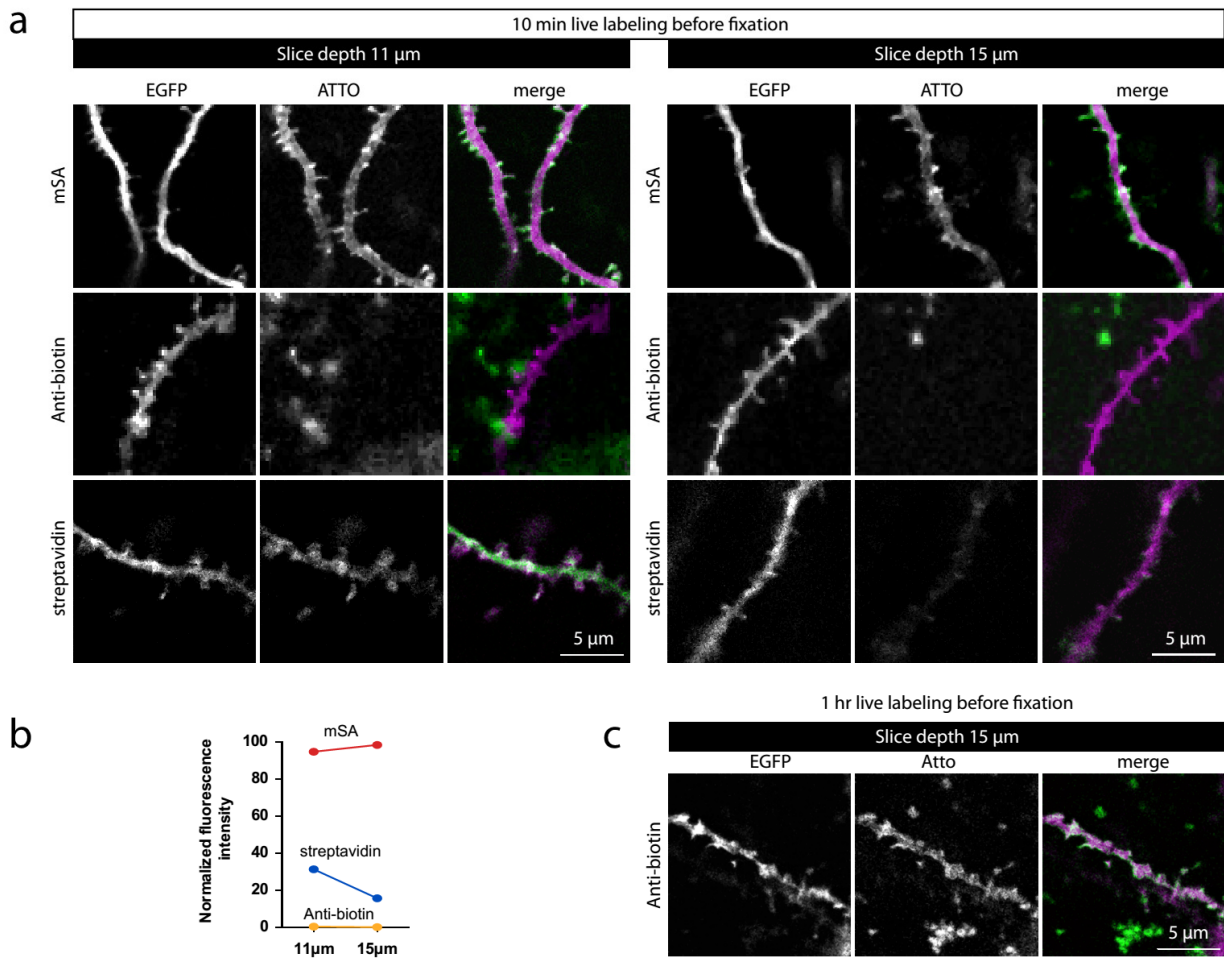 a
10 min live labeling before fixation
Slice depth 11 µm
Slice depth 15 µm
EGFP
ATTO
merge
EGFP
ATTO
merge
mSA
mSA
Anti-biotin
Anti-biotin
streptavidin
streptavidin
5 µm
5 µm
b
Normalized fluorescence
intensity
100
80
60
40
20
0
mSA
streptavidin
Anti-biotin
11µm
15µm
c
1 hr live labeling before fixation
Slice depth 15 µm
EGFP
Atto
merge
Anti-biotin
5 µm